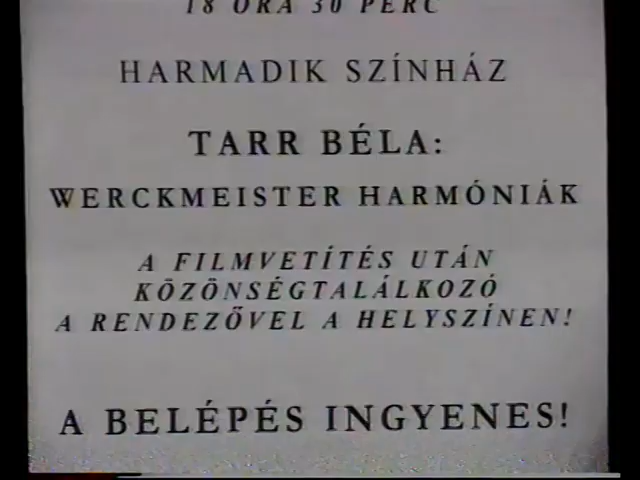 18 ÓRA 30 PERC
HARMADIK SZÍNHÁZ
TARR BÉLA:
WERCKMEISTER HARMÓNIÁK
A FILMVETÍTÉS UTÁN
KÖZÖNSÉGTALÁLKOZÓ
A RENDEZŐVEL A HELYSZÍNEN!
A BELÉPÉS INGYENES!